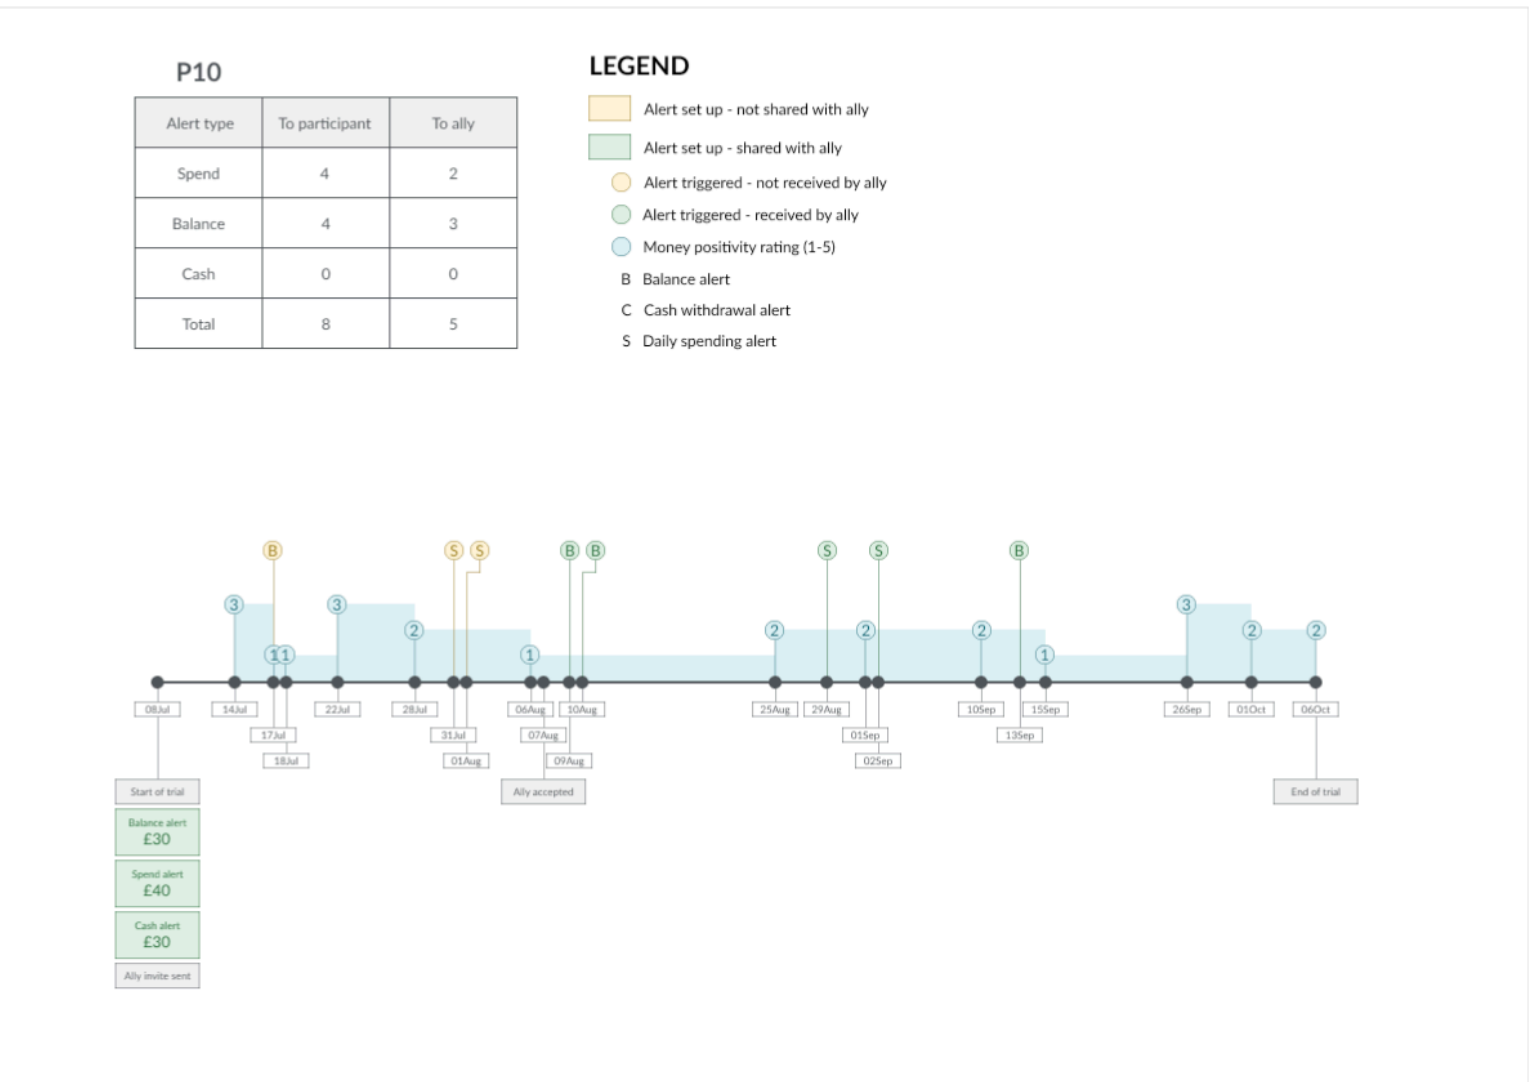 P10
Alert type To participant To ally
Spend 4 2
Balance 4 3
Cash 0 0
Total 8 5
LEGEND
Alert set up - not shared with ally
Alert set up - shared with ally
Alert triggered - not received by ally
Alert triggered - received by ally
Money positivity rating (1-5)
B Balance alert
C Cash withdrawal alert
S Daily spending alert
B S S B B S S B
3 3 3
2 2 2 2 2 2
1 1 1 1
08Jul 14Jul 22Jul 28Jul 06Aug 10Aug 25Aug 29Aug 10Sep 15Sep 26Sep 01Oct 06Oct
17Jul 31Jul 07Aug 01Sep 13Sep
18Jul 01Aug 09Aug 02Sep
Start of trial Ally accepted End of trial
Balance alert
£30
Spend alert
£40
Cash alert
£30
Ally invite sent